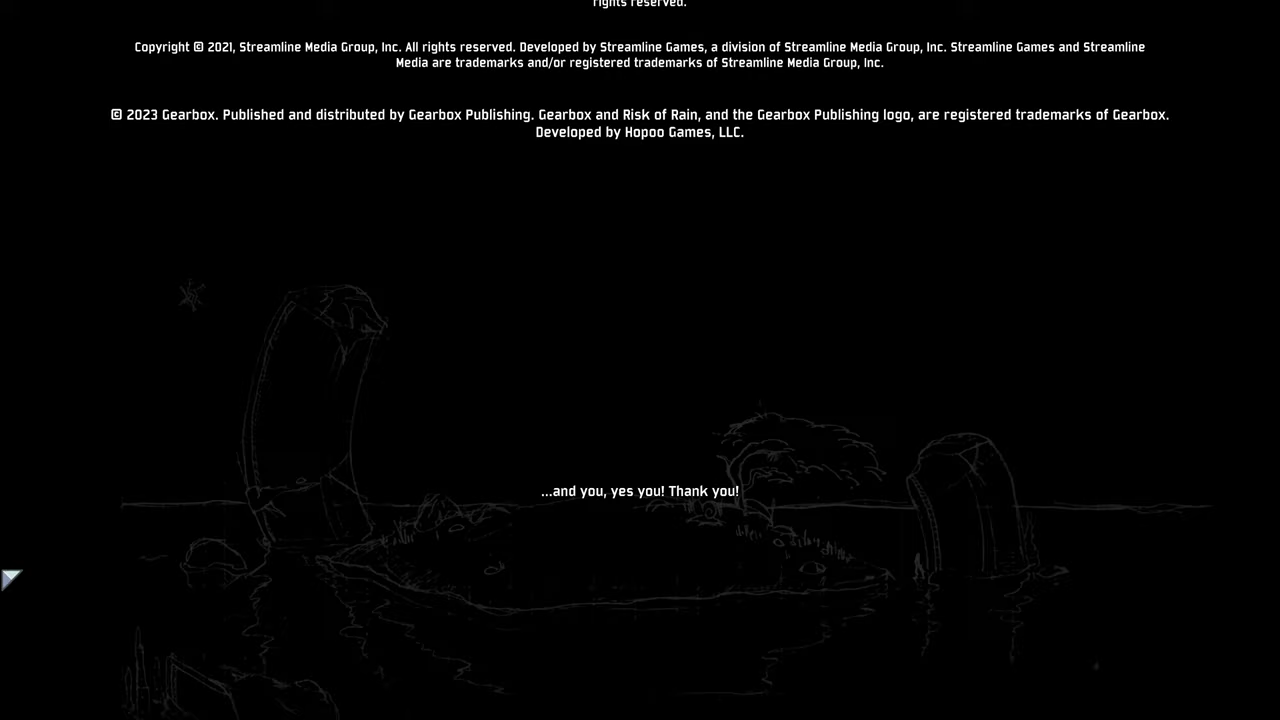 rights reserved.
Copyright © 2021, Streamline Media Group, Inc. All rights reserved. Developed by Streamline Games, a division of Streamline Media Group, Inc. Streamline Games and Streamline
Media are trademarks and/or registered trademarks of Streamline Media Group, Inc.
© 2023 Gearbox. Published and distributed by Gearbox Publishing. Gearbox and Risk of Rain, and the Gearbox Publishing logo, are registered trademarks of Gearbox.
Developed by Hopoo Games, LLC.
...and you, yes you! Thank you!